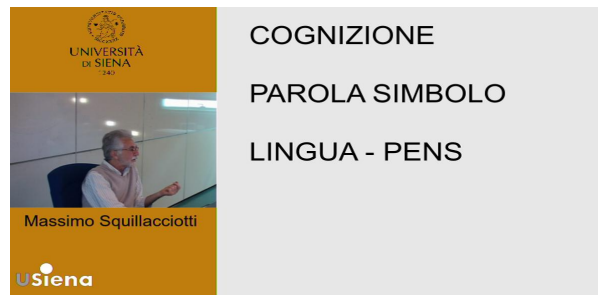 UNIVERSITÀ
DI SIENA
1240
Massimo Squillacciotti
USiena
COGNIZIONE
PAROLA SIMBOLO
LINGUA - PENS